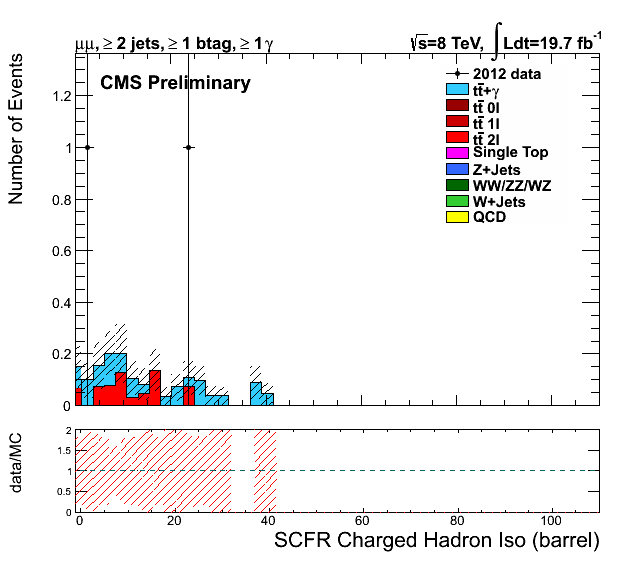 μμ, ≥ 2 jets, ≥ 1 btag, ≥ 1 γ
√s=8 TeV, ∫Ldt=19.7 fb⁻¹
CMS Preliminary
2012 data
tt̄+γ
tt̄ 0l
tt̄ 1l
tt̄ 2l
Single Top
Z+Jets
WW/ZZ/WZ
W+Jets
QCD
Number of Events
1.2
1
0.8
0.6
0.4
0.2
0
data/MC
2
1.5
1
0.5
0
0 20 40 60 80 100
SCFR Charged Hadron Iso (barrel)